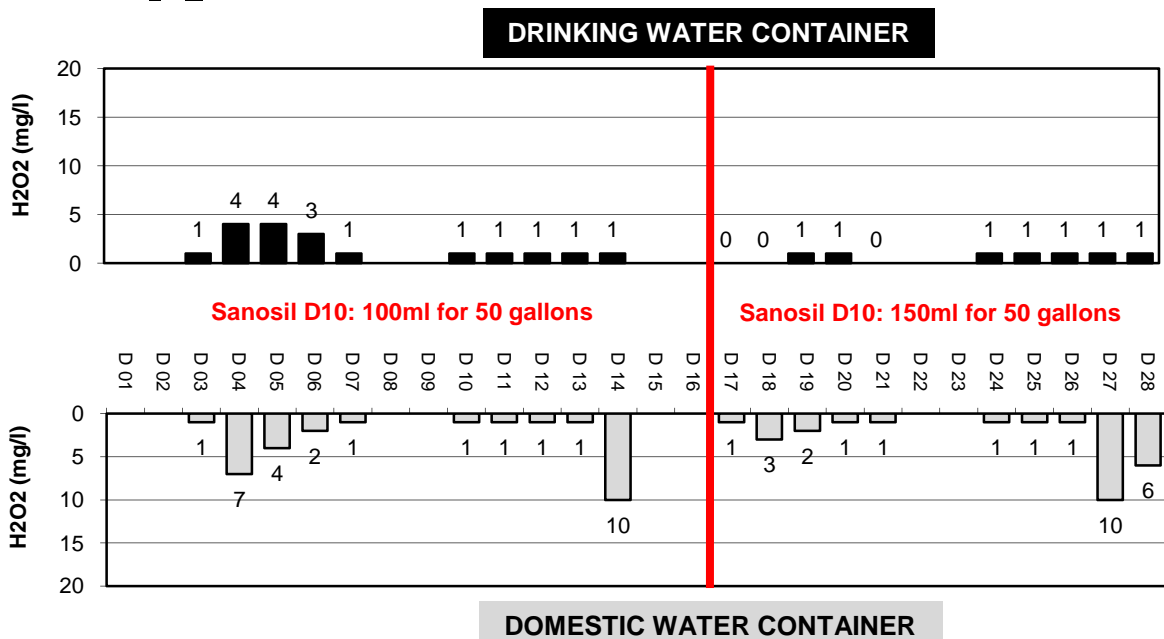 DRINKING WATER CONTAINER
H2O2 (mg/l)
20
15
10
5
0
1 4 4 3 1 1 1 1 1 1 0 0 1 1 0 1 1 1 1 1
Sanosil D10: 100ml for 50 gallons
Sanosil D10: 150ml for 50 gallons
D 01 D 02 D 03 D 04 D 05 D 06 D 07 D 08 D 09 D 10 D 11 D 12 D 13 D 14 D 15 D 16 D 17 D 18 D 19 D 20 D 21 D 22 D 23 D 24 D 25 D 26 D 27 D 28
H2O2 (mg/l)
0
5
10
15
20
1 7 4 2 1 1 1 1 1 10 1 3 2 1 1 1 1 1 10 6
DOMESTIC WATER CONTAINER